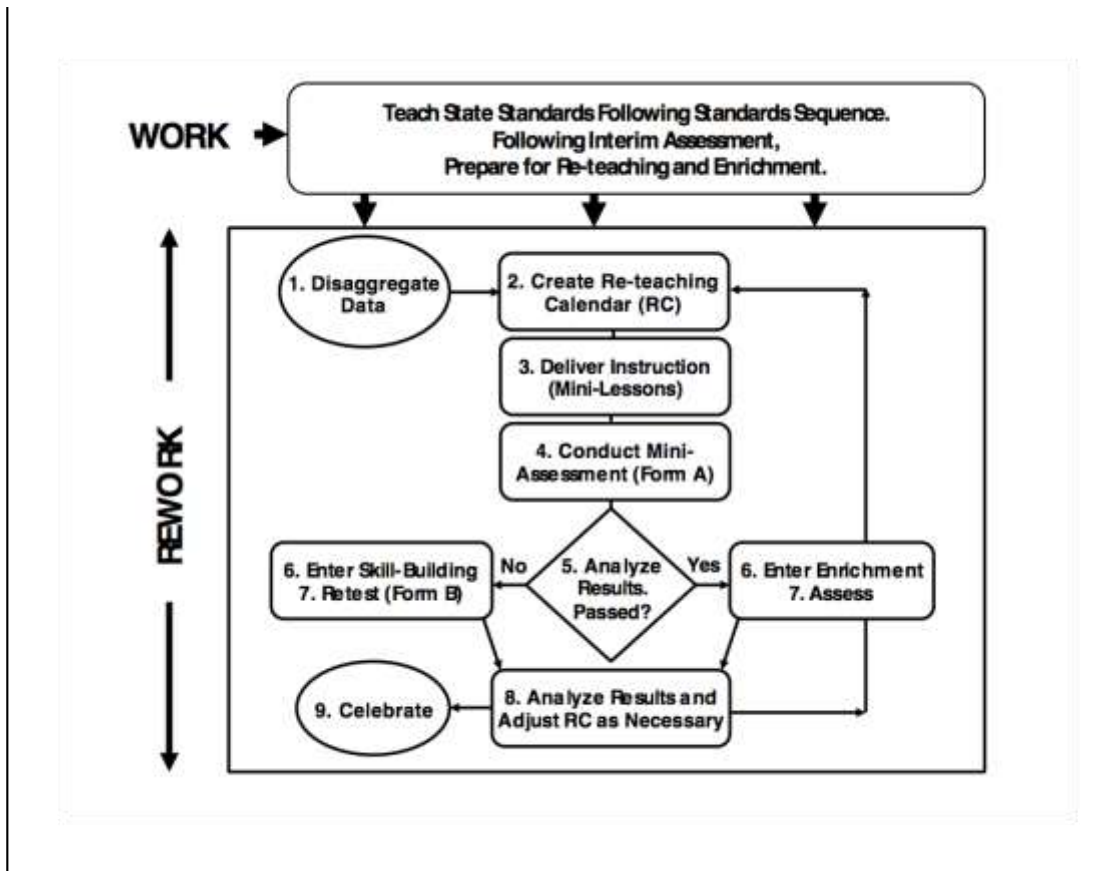 WORK
Teach State Standards Following Standards Sequence.
Following Interim Assessment,
Prepare for Re-teaching and Enrichment.
REWORK
1. Disaggregate
Data
2. Create Re-teaching
Calendar (RC)
3. Deliver Instruction
(Mini-Lessons)
4. Conduct Mini-
Assessment (Form A)
5. Analyze
Results.
Passed?
No
Yes
6. Enter Skill-Building
7. Retest (Form B)
6. Enter Enrichment
7. Assess
8. Analyze Results and
Adjust RC as Necessary
9. Celebrate